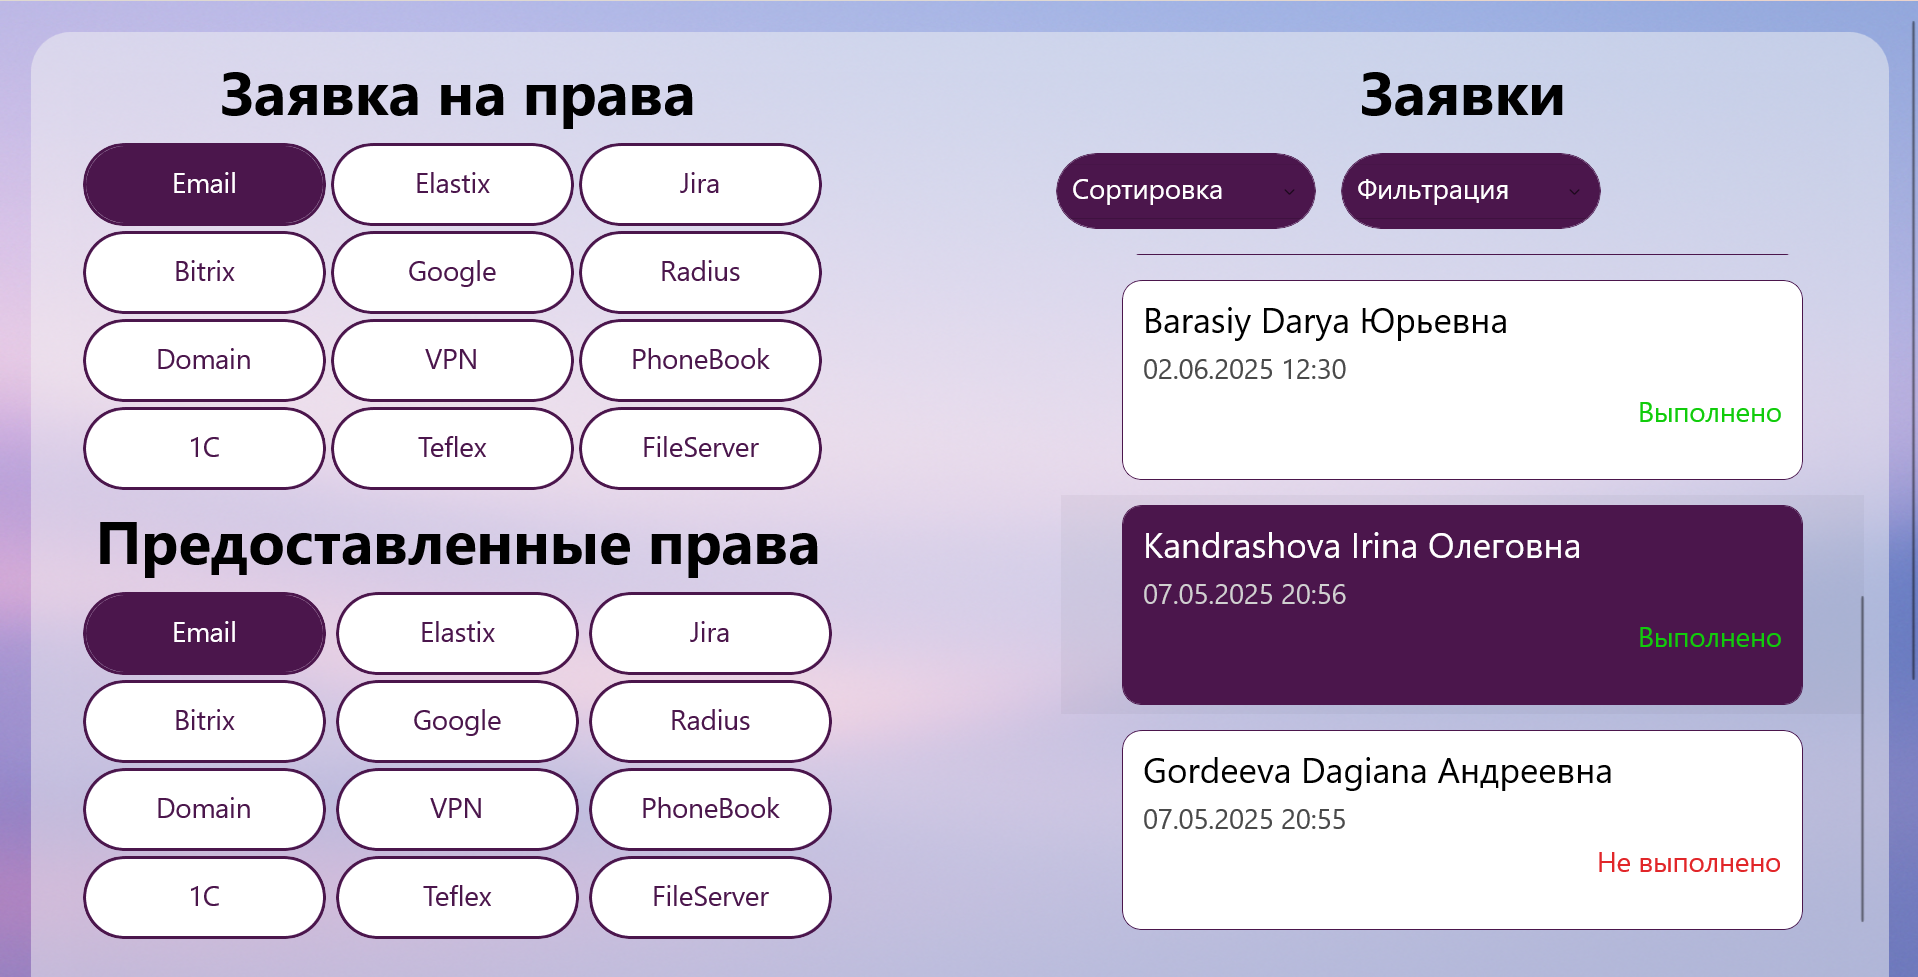 Заявка на права
Email
Elastix
Jira
Bitrix
Google
Radius
Domain
VPN
PhoneBook
1C
Teflex
FileServer
Предоставленные права
Email
Elastix
Jira
Bitrix
Google
Radius
Domain
VPN
PhoneBook
1C
Teflex
FileServer
Заявки
Сортировка
Фильтрация
Barasiy Darya Юрьевна
02.06.2025 12:30
Выполнено
Kandrashova Irina Олеговна
07.05.2025 20:56
Выполнено
Gordeeva Dagiana Андреевна
07.05.2025 20:55
Не выполнено